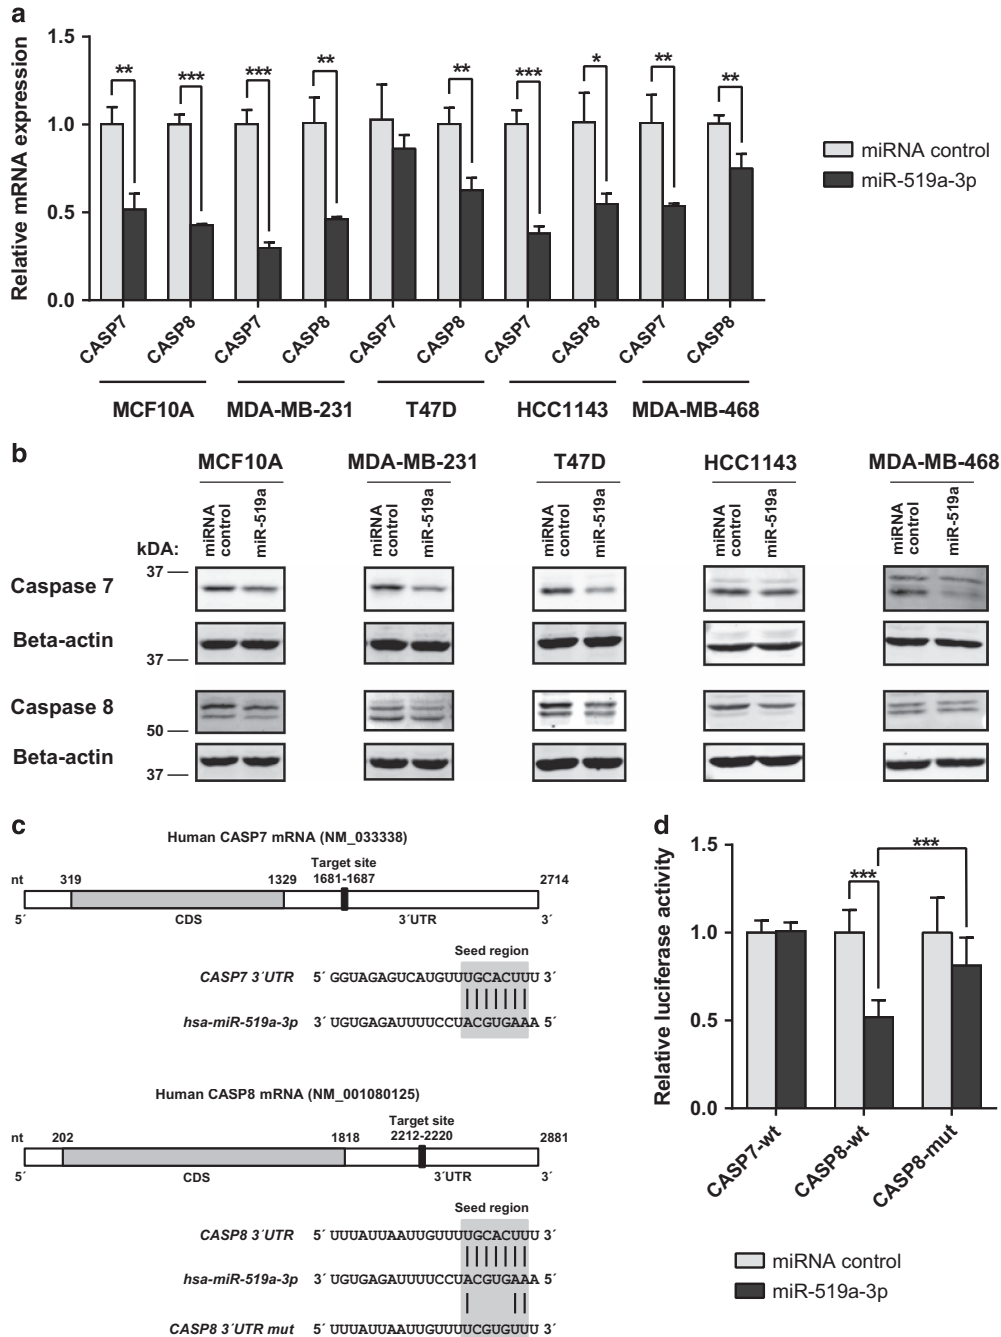 a
Relative mRNA expression
1.5
1.0
0.5
0.0
** *** *** ** ** *** * ** **
miRNA control
miR-519a-3p
CASP7 CASP8 CASP7 CASP8 CASP7 CASP8 CASP7 CASP8 CASP7 CASP8
MCF10A MDA-MB-231 T47D HCC1143 MDA-MB-468
b
MCF10A MDA-MB-231 T47D HCC1143 MDA-MB-468
kDA:
miRNA control miR-519a miRNA control miR-519a miRNA control miR-519a miRNA control miR-519a miRNA control miR-519a
37
Caspase 7
Beta-actin
37
Caspase 8
50
Beta-actin
37
c
Human CASP7 mRNA (NM_033338)
Target site
nt 319 1329 1681-1687 2714
5´ CDS 3´UTR 3´
Seed region
CASP7 3´UTR 5´ GGUAGAGUCAUGUUUGCACUUU 3´
hsa-miR-519a-3p 3´ UGUGAGAUUUUCCUACGUGAAA 5´
Human CASP8 mRNA (NM_001080125)
Target site
nt 202 1818 2212-2220 2881
5´ CDS 3´UTR 3´
Seed region
CASP8 3´UTR 5´ UUUAUUAAUUGUUUUGCACUUU 3´
hsa-miR-519a-3p 3´ UGUGAGAUUUUCCUACGUGAAA 5´
CASP8 3´UTR mut 5´ UUUAUUAAUUGUUUUCGUGUUU 3´
d
Relative luciferase activity
1.5
1.0
0.5
0.0
*** ***
CASP7-wt CASP8-wt CASP8-mut
miRNA control
miR-519a-3p